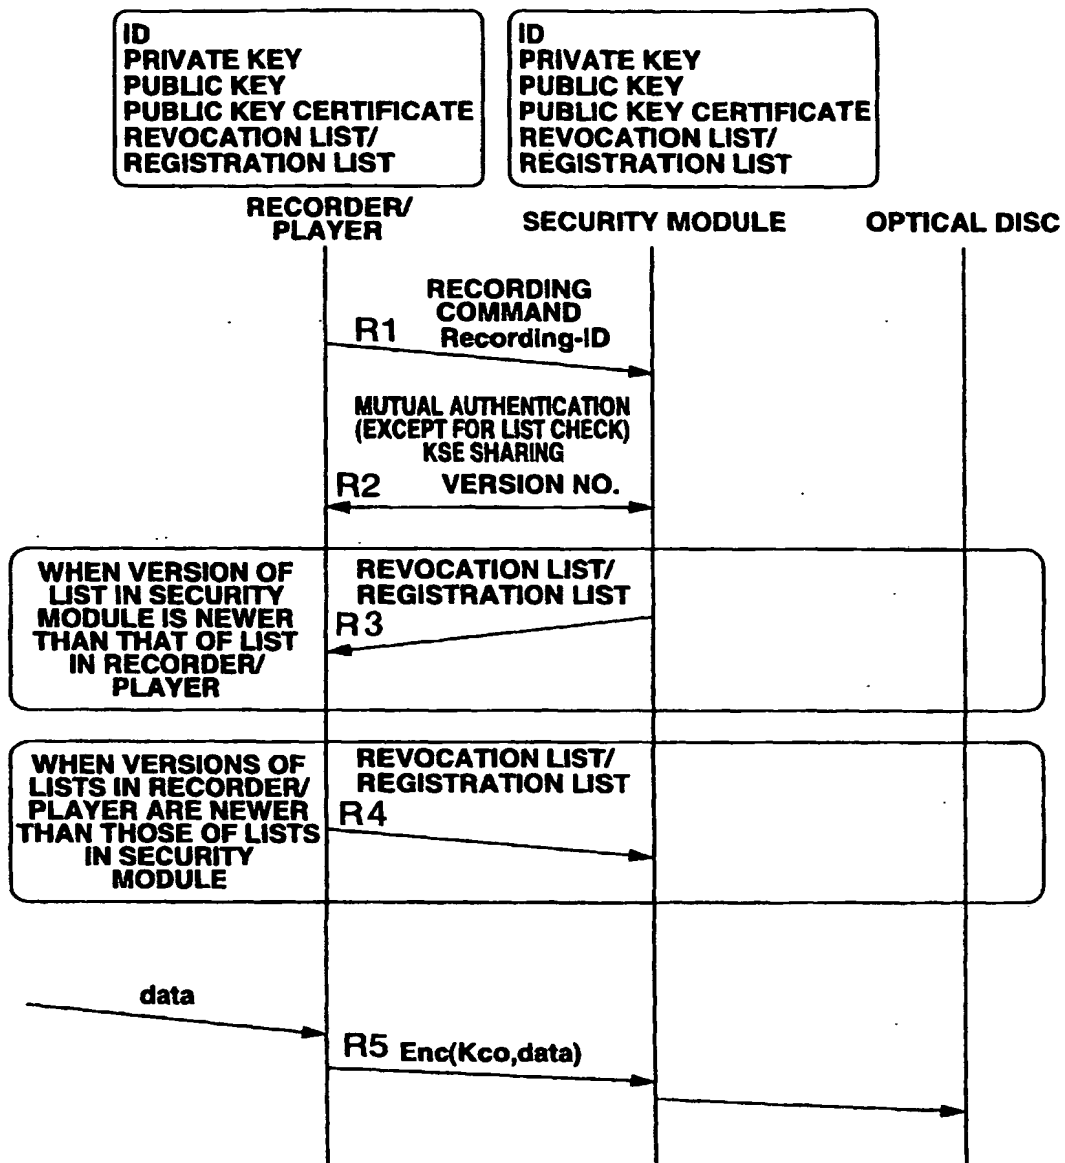 ID
PRIVATE KEY
PUBLIC KEY
PUBLIC KEY CERTIFICATE
REVOCATION LIST/
REGISTRATION LIST
ID
PRIVATE KEY
PUBLIC KEY
PUBLIC KEY CERTIFICATE
REVOCATION LIST/
REGISTRATION LIST
RECORDER/
PLAYER
SECURITY MODULE
OPTICAL DISC
RECORDING
COMMAND
R1 Recording-ID
MUTUAL AUTHENTICATION
(EXCEPT FOR LIST CHECK)
KSE SHARING
R2 VERSION NO.
WHEN VERSION OF
LIST IN SECURITY
MODULE IS NEWER
THAN THAT OF LIST
IN RECORDER/
PLAYER
REVOCATION LIST/
REGISTRATION LIST
R3
WHEN VERSIONS OF
LISTS IN RECORDER/
PLAYER ARE NEWER
THAN THOSE OF LISTS
IN SECURITY
MODULE
REVOCATION LIST/
REGISTRATION LIST
R4
data
R5 Enc(Kco,data)